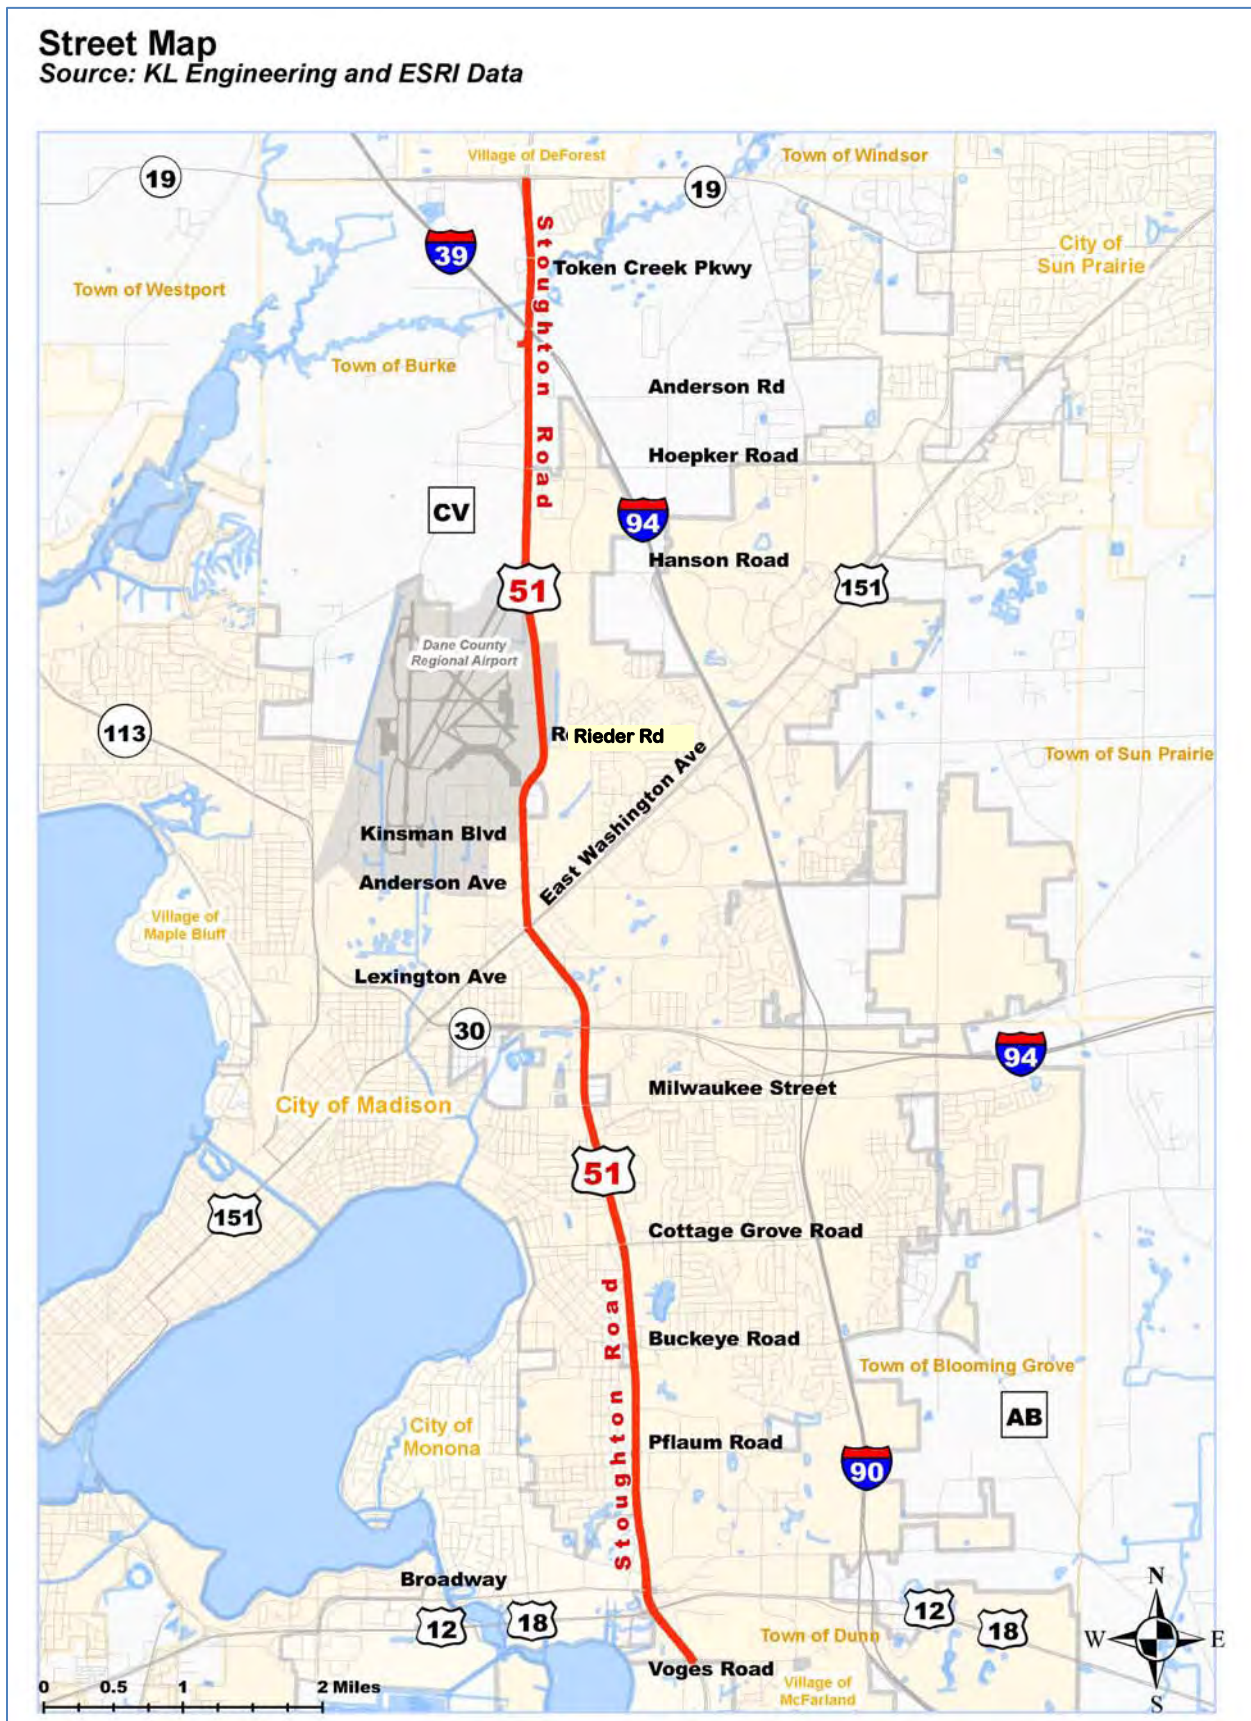 Street Map
Source: KL Engineering and ESRI Data
Village of DeForest
Town of Windsor
19
19
City of
Sun Prairie
39
Token Creek Pkwy
Town of Westport
Stoughton Road
Town of Burke
Anderson Rd
Hoepker Road
CV
94
Hanson Road
51
151
Dane County
Regional Airport
113
Rieder Rd
Town of Sun Prairie
East Washington Ave
Kinsman Blvd
Anderson Ave
Village of
Maple Bluff
Lexington Ave
30
94
Milwaukee Street
City of Madison
51
151
Cottage Grove Road
Stoughton Road
Buckeye Road
Town of Blooming Grove
AB
City of
Monona
Pflaum Road
90
Broadway
12
18
12
18
N
W
E
S
Town of Dunn
Voges Road
Village of
McFarland
0 0.5 1 2 Miles